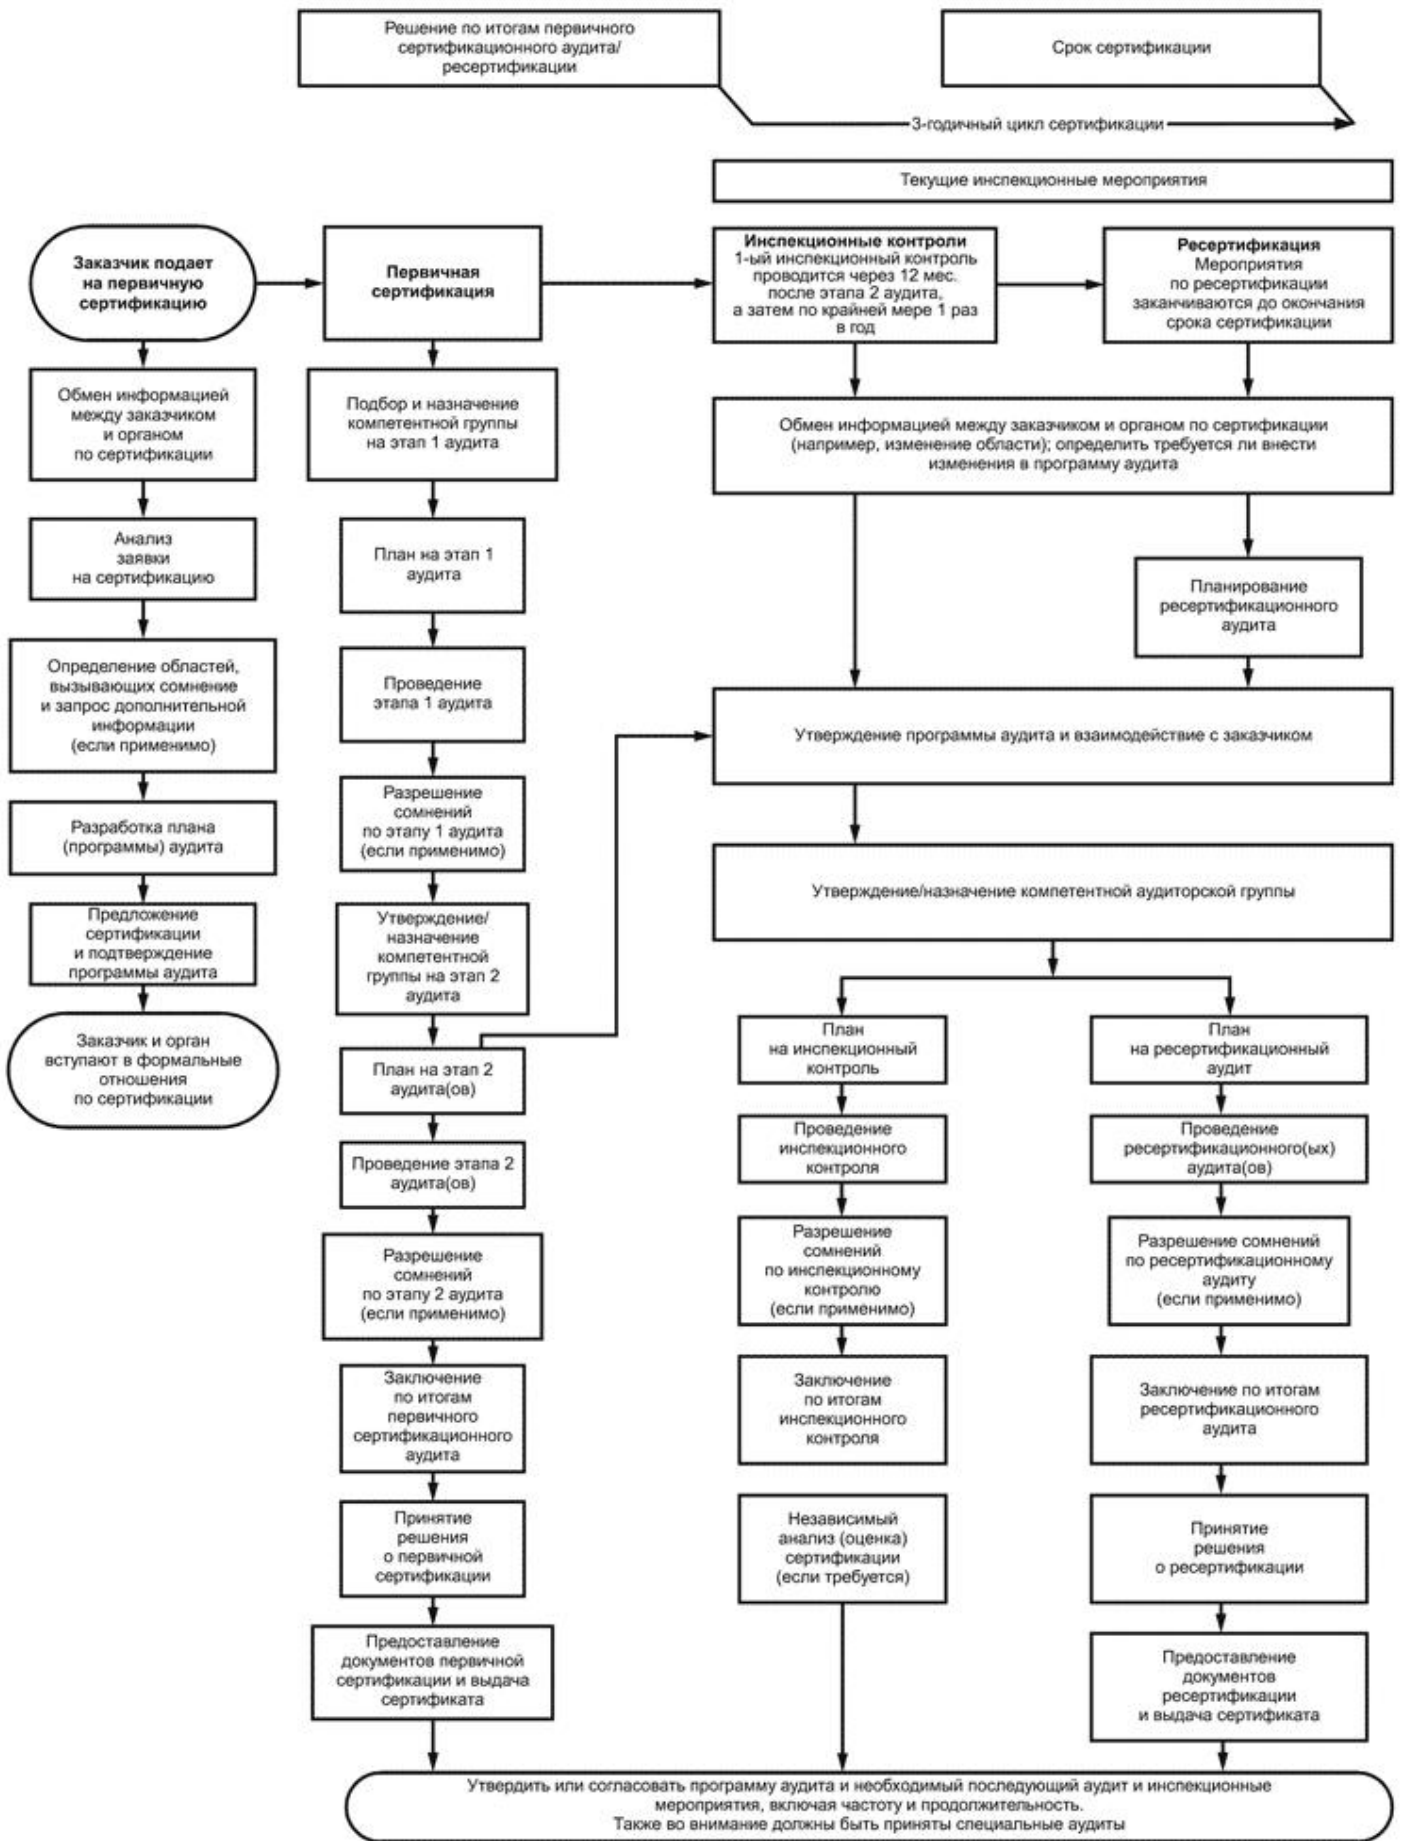 Решение по итогам первичного
сертификационного аудита/
ресертификации
Срок сертификации
3-годичный цикл сертификации
Текущие инспекционные мероприятия
Заказчик подает
на первичную
сертификацию
Обмен информацией
между заказчиком
и органом
по сертификации
Анализ
заявки
на сертификацию
Определение областей,
вызывающих сомнение
и запрос дополнительной
информации
(если применимо)
Разработка плана
(программы) аудита
Предложение
сертификации
и подтверждение
программы аудита
Заказчик и орган
вступают в формальные
отношения
по сертификации
Первичная
сертификация
Подбор и назначение
компетентной группы
на этап 1 аудита
План на этап 1
аудита
Проведение
этапа 1 аудита
Разрешение
сомнений
по этапу 1 аудита
(если применимо)
Утверждение/
назначение
компетентной
группы на этап 2
аудита
План на этап 2
аудита(ов)
Проведение этапа 2
аудита(ов)
Разрешение
сомнений
по этапу 2 аудита
(если применимо)
Заключение
по итогам
первичного
сертификационного
аудита
Принятие
решения
о первичной
сертификации
Предоставление
документов первичной
сертификации и выдача
сертификата
Инспекционные контроли
1-ый инспекционный контроль
проводится через 12 мес.
после этапа 2 аудита,
а затем по крайней мере 1 раз
в год
Ресертификация
Мероприятия
по ресертификации
заканчиваются до окончания
срока сертификации
Обмен информацией между заказчиком и органом по сертификации
(например, изменение области); определить требуется ли внести
изменения в программу аудита
Планирование
ресертификационного
аудита
Утверждение программы аудита и взаимодействие с заказчиком
Утверждение/назначение компетентной аудиторской группы
План
на инспекционный
контроль
Проведение
инспекционного
контроля
Разрешение
сомнений
по инспекционному
контролю
(если применимо)
Заключение
по итогам
инспекционного
контроля
Независимый
анализ (оценка)
сертификации
(если требуется)
План
на ресертификационный
аудит
Проведение
ресертификационного(ых)
аудита(ов)
Разрешение сомнений
по ресертификационному
аудиту
(если применимо)
Заключение по итогам
ресертификационного
аудита
Принятие
решения
о ресертификации
Предоставление
документов
ресертификации
и выдача сертификата
Утвердить или согласовать программу аудита и необходимый последующий аудит и инспекционные
мероприятия, включая частоту и продолжительность.
Также во внимание должны быть приняты специальные аудиты